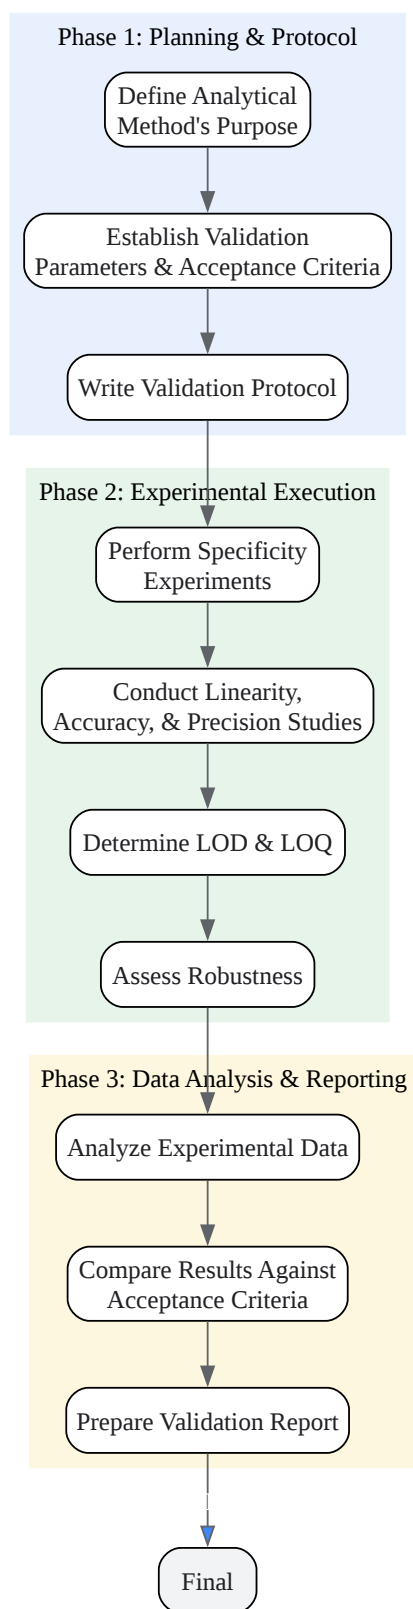 Phase 1: Planning & Protocol
Define Analytical
Method's Purpose
Establish Validation
Parameters & Acceptance Criteria
Write Validation Protocol
Phase 2: Experimental Execution
Perform Specificity
Experiments
Conduct Linearity,
Accuracy, & Precision Studies
Determine LOD & LOQ
Assess Robustness
Phase 3: Data Analysis & Reporting
Analyze Experimental Data
Compare Results Against
Acceptance Criteria
Prepare Validation Report
Final